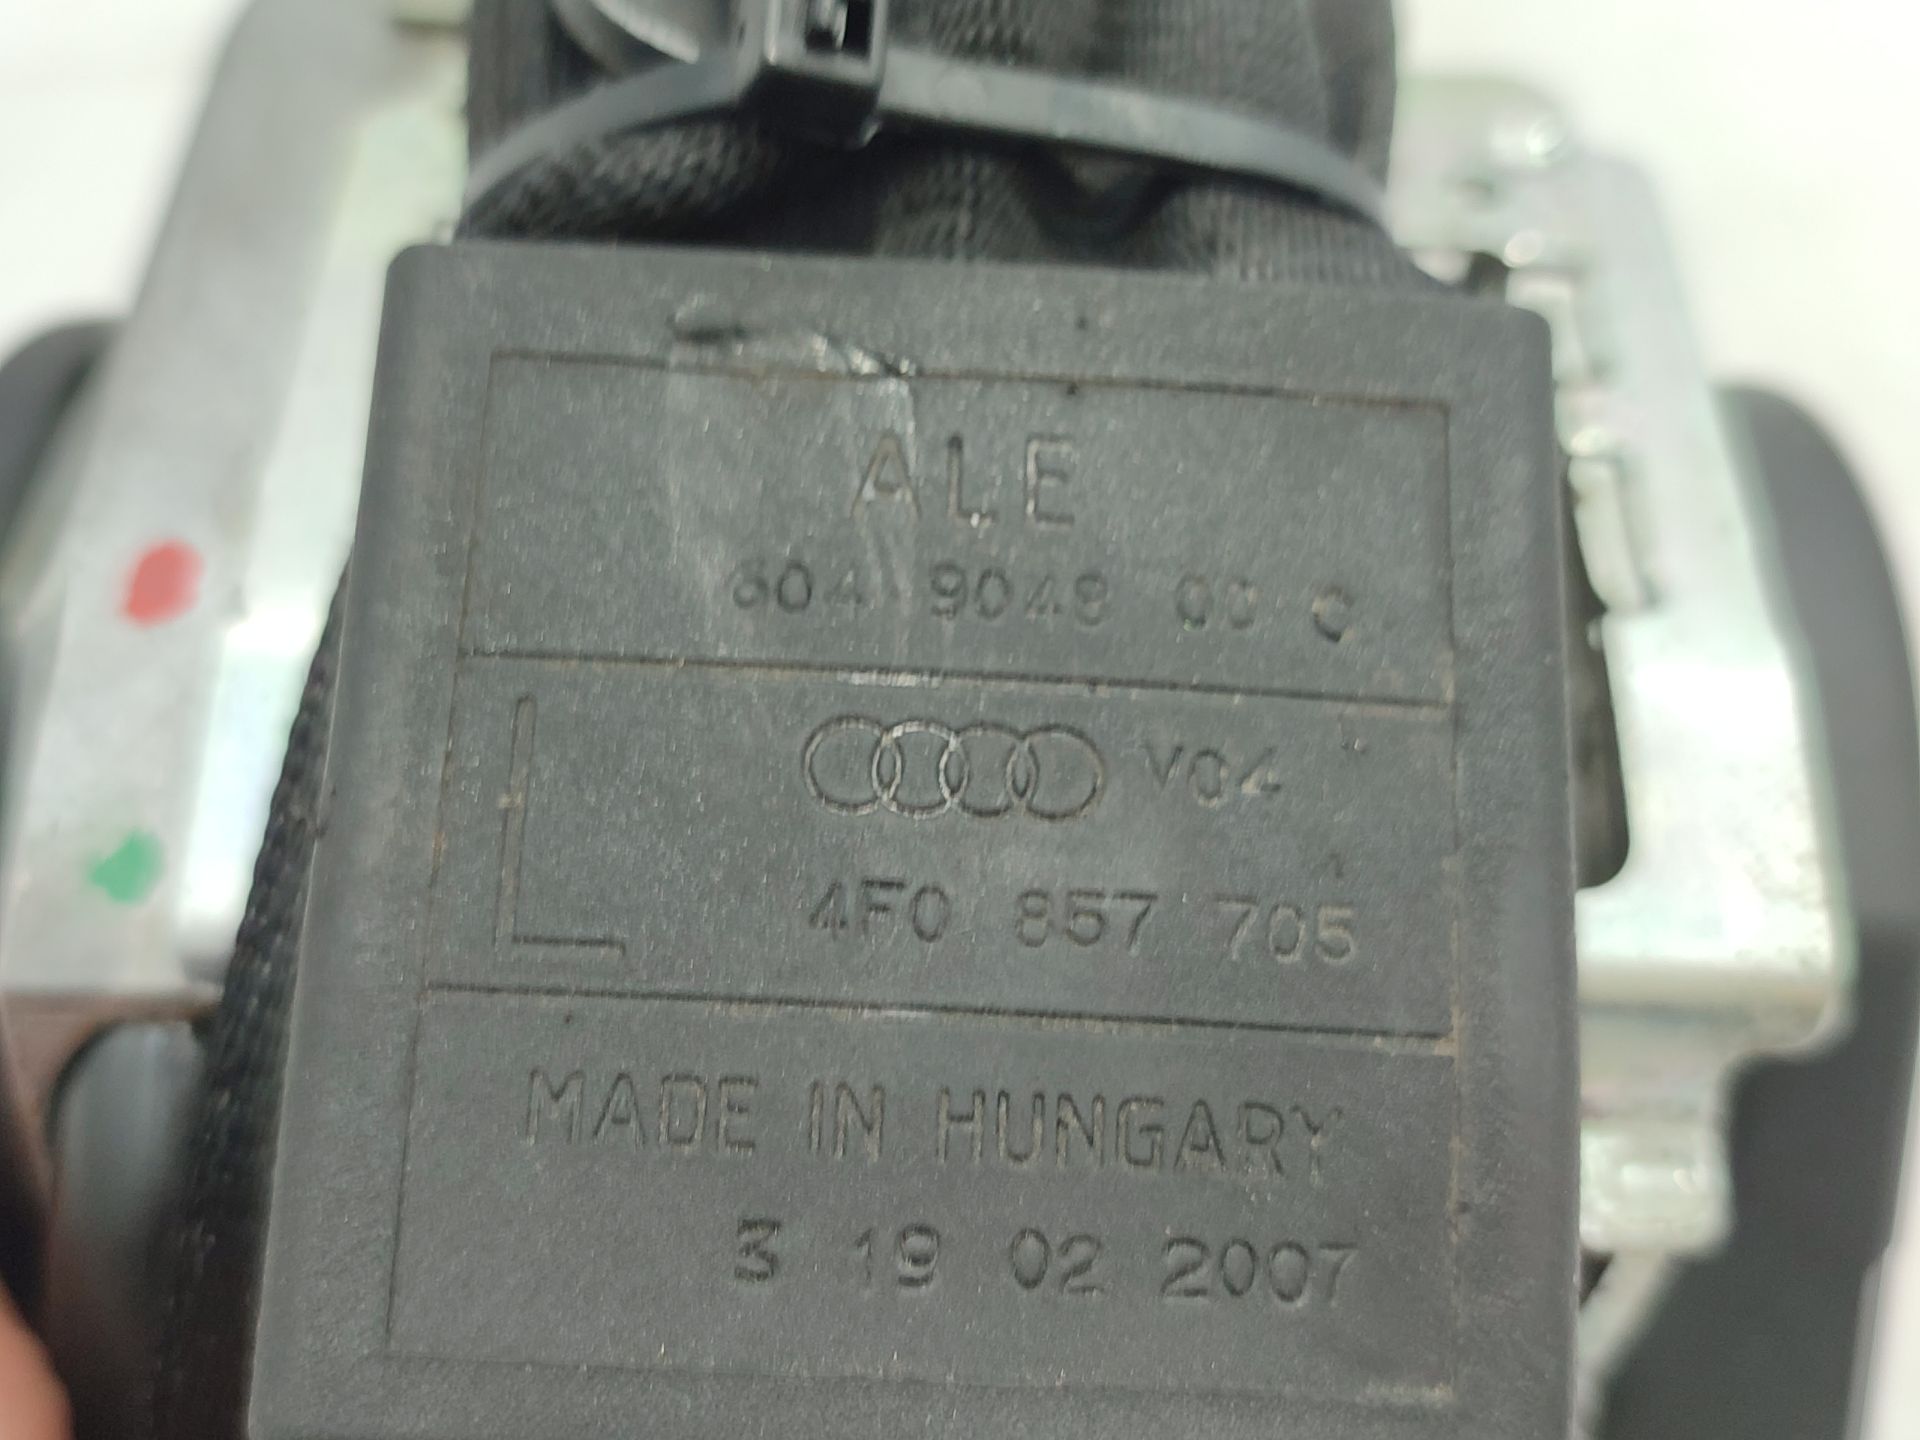 ALE
604 9048 00 C
L
V04
4F0 857 705
MADE IN HUNGARY
3 19 02 2007